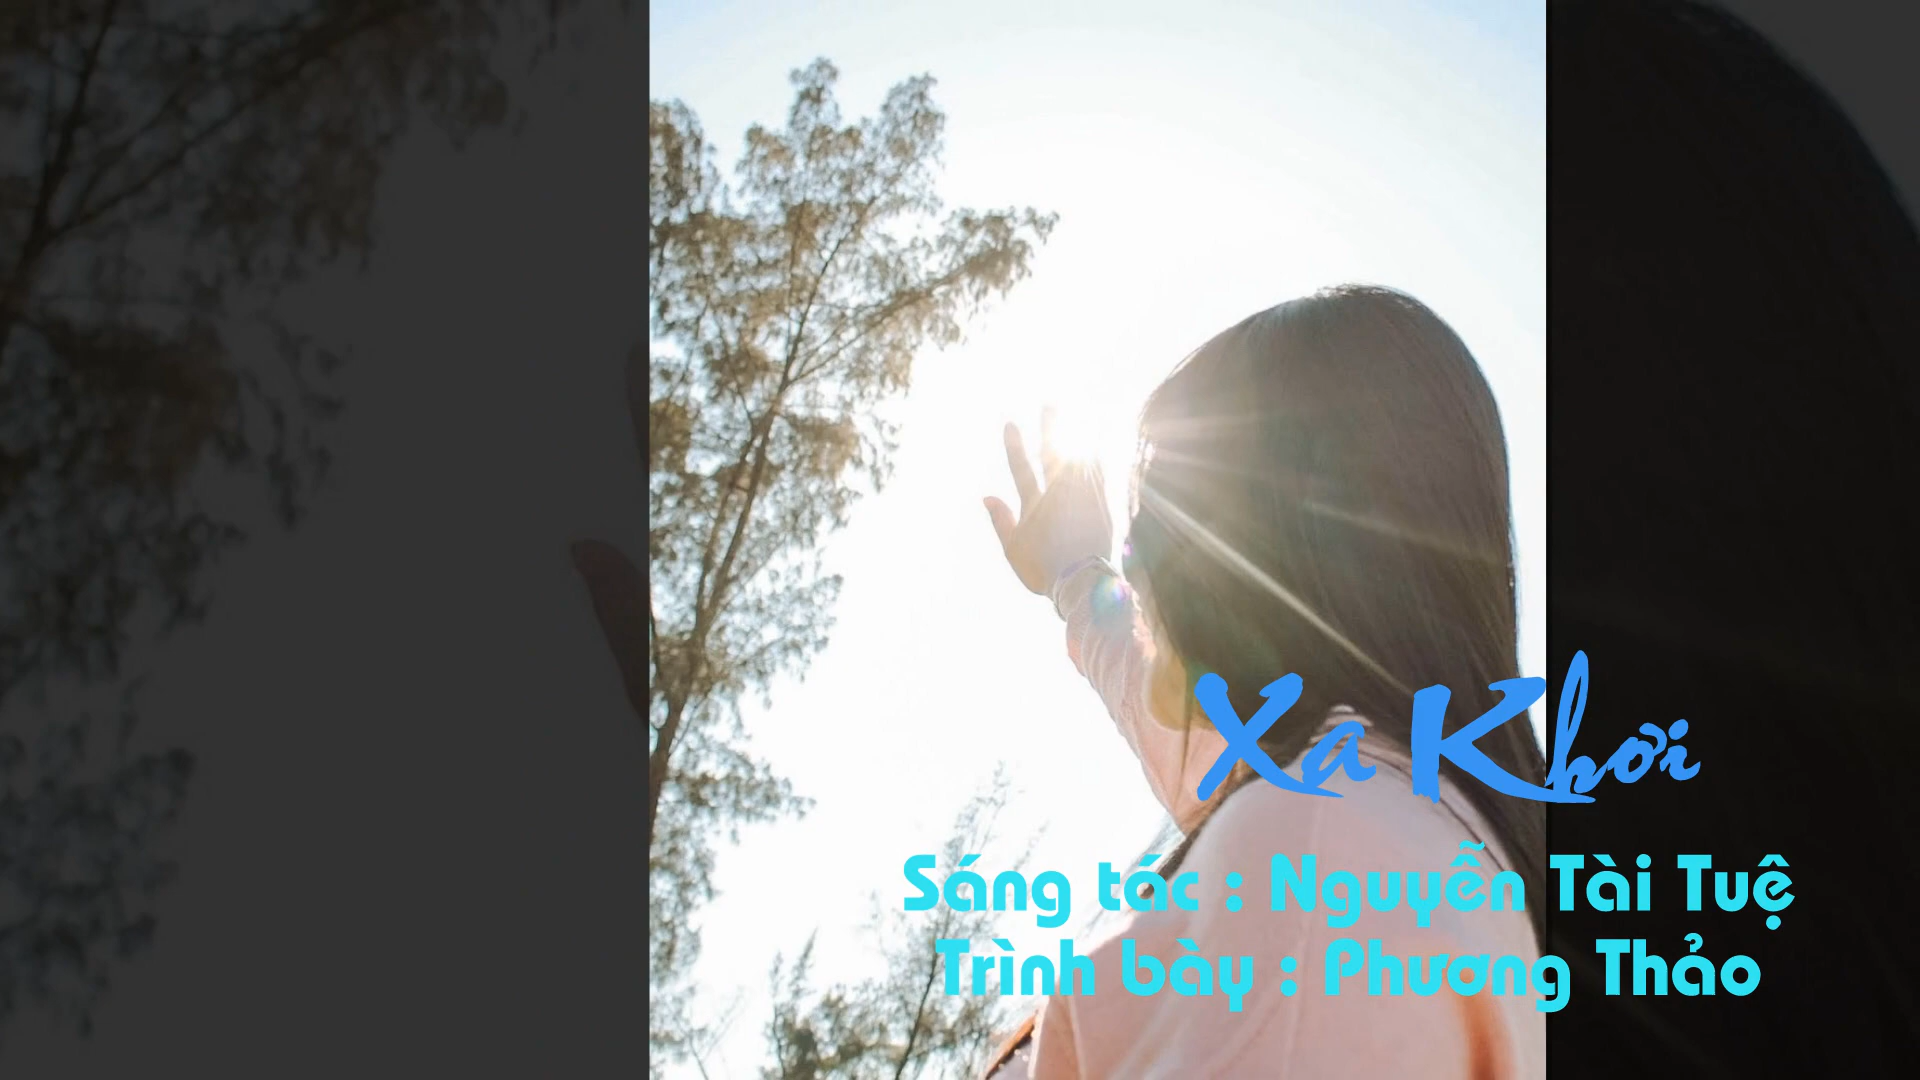 Xa Khơi
Sáng tác : Nguyễn Tài Tuệ
Trình bày : Phương Thảo